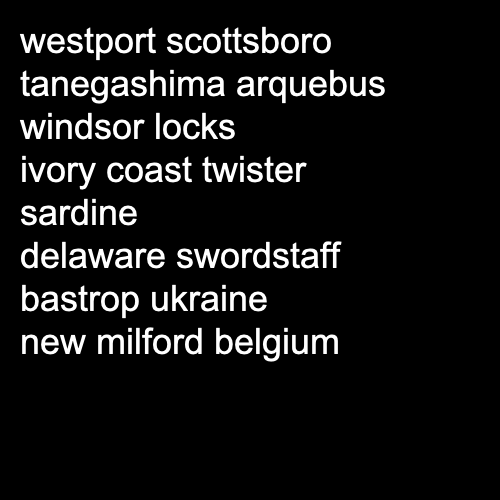 westport scottsboro
tanegashima arquebus
windsor locks
ivory coast twister
sardine
delaware swordstaff
bastrop ukraine
new milford belgium